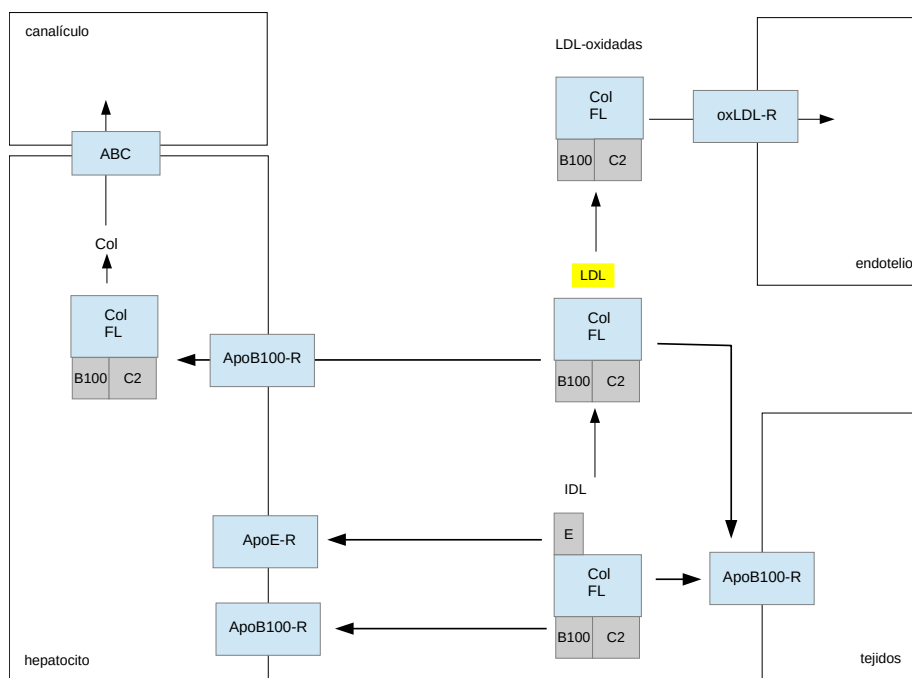 canalículo
LDL-oxidadas
Col
FL
B100
C2
oxLDL-R
ABC
Col
LDL
endotelio
Col
FL
B100
C2
ApoB100-R
Col
FL
B100
C2
IDL
E
ApoE-R
Col
FL
B100
C2
ApoB100-R
ApoB100-R
hepatocito
tejidos